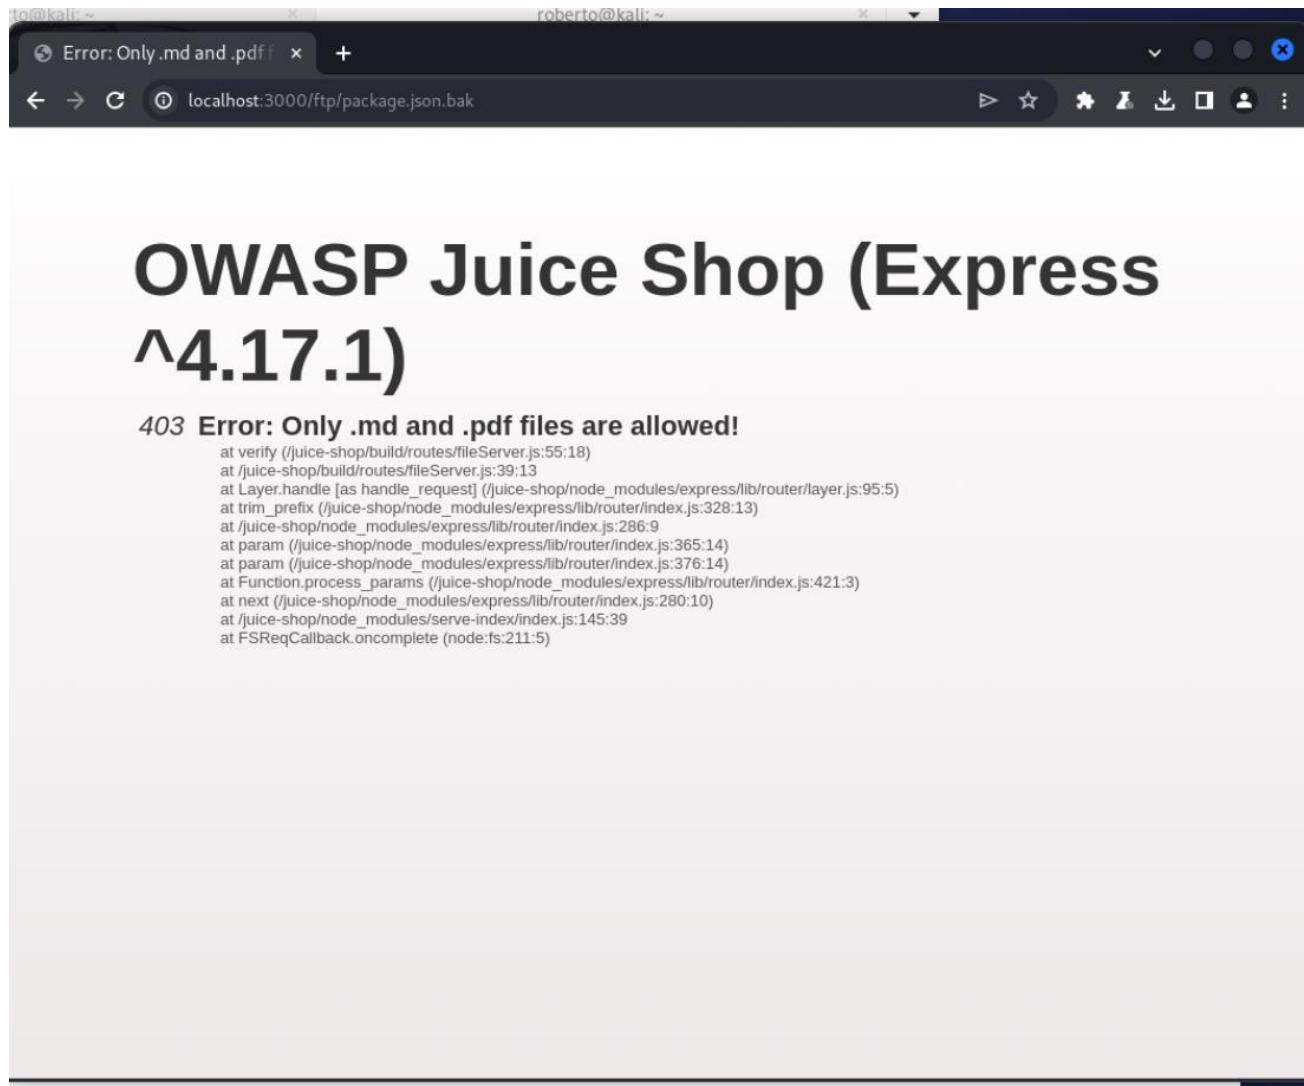 to@kali: ~
roberto@kali: ~
Error: Only .md and .pdf f
localhost:3000/ftp/package.json.bak
OWASP Juice Shop (Express
^4.17.1)
403 Error: Only .md and .pdf files are allowed!
at verify (/juice-shop/build/routes/fileServer.js:55:18)
at /juice-shop/build/routes/fileServer.js:39:13
at Layer.handle [as handle_request] (/juice-shop/node_modules/express/lib/router/layer.js:95:5)
at trim_prefix (/juice-shop/node_modules/express/lib/router/index.js:328:13)
at /juice-shop/node_modules/express/lib/router/index.js:286:9
at param (/juice-shop/node_modules/express/lib/router/index.js:365:14)
at param (/juice-shop/node_modules/express/lib/router/index.js:376:14)
at Function.process_params (/juice-shop/node_modules/express/lib/router/index.js:421:3)
at next (/juice-shop/node_modules/express/lib/router/index.js:280:10)
at /juice-shop/node_modules/serve-index/index.js:145:39
at FSReqCallback.oncomplete (node:fs:211:5)